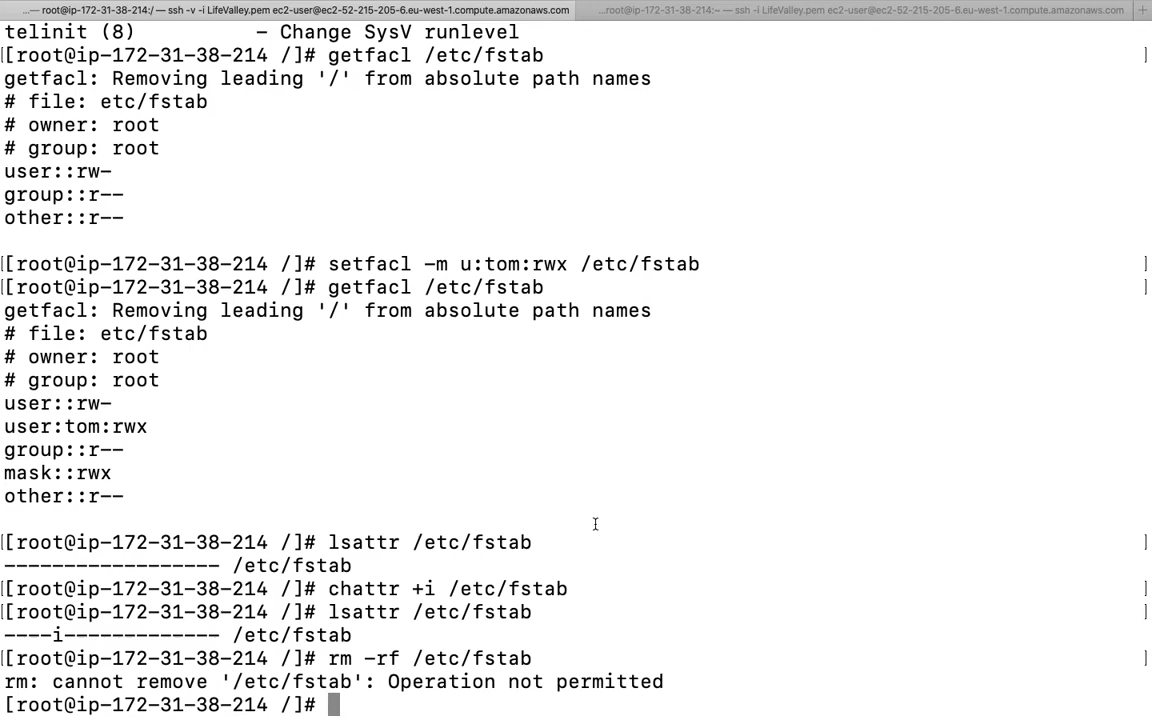 ...— root@ip-172-31-38-214:/ — ssh -v -i LifeValley.pem ec2-user@ec2-52-215-205-6.eu-west-1.compute.amazonaws.com
...root@ip-172-31-38-214:~ — ssh -i LifeValley.pem ec2-user@ec2-52-215-205-6.eu-west-1.compute.amazonaws.com +
telinit (8)          - Change SysV runlevel
[[root@ip-172-31-38-214 /]# getfacl /etc/fstab ]
getfacl: Removing leading '/' from absolute path names
# file: etc/fstab
# owner: root
# group: root
user::rw-
group::r--
other::r--
[[root@ip-172-31-38-214 /]# setfacl -m u:tom:rwx /etc/fstab ]
[[root@ip-172-31-38-214 /]# getfacl /etc/fstab ]
getfacl: Removing leading '/' from absolute path names
# file: etc/fstab
# owner: root
# group: root
user::rw-
user:tom:rwx
group::r--
mask::rwx
other::r--
[[root@ip-172-31-38-214 /]# lsattr /etc/fstab ]
------------------ /etc/fstab
[[root@ip-172-31-38-214 /]# chattr +i /etc/fstab ]
[[root@ip-172-31-38-214 /]# lsattr /etc/fstab ]
----i------------- /etc/fstab
[[root@ip-172-31-38-214 /]# rm -rf /etc/fstab ]
rm: cannot remove '/etc/fstab': Operation not permitted
[root@ip-172-31-38-214 /]#